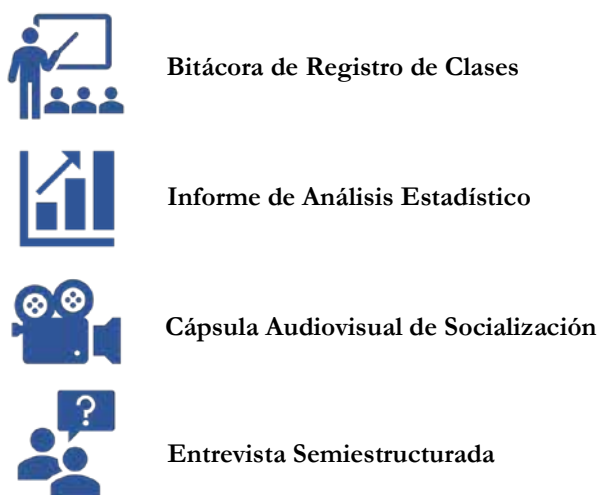 Bitácora de Registro de Clases
Informe de Análisis Estadístico
Cápsula Audiovisual de Socialización
?
Entrevista Semiestructurada